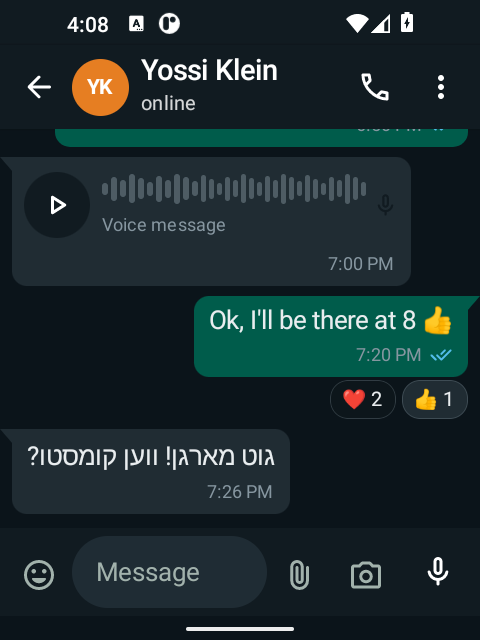 4:08
YK
Yossi Klein
online
Voice message
7:00 PM
Ok, I'll be there at 8 👍
7:20 PM
❤️ 2
👍 1
גוט מארגן! ווען קומסטו?
7:26 PM
Message